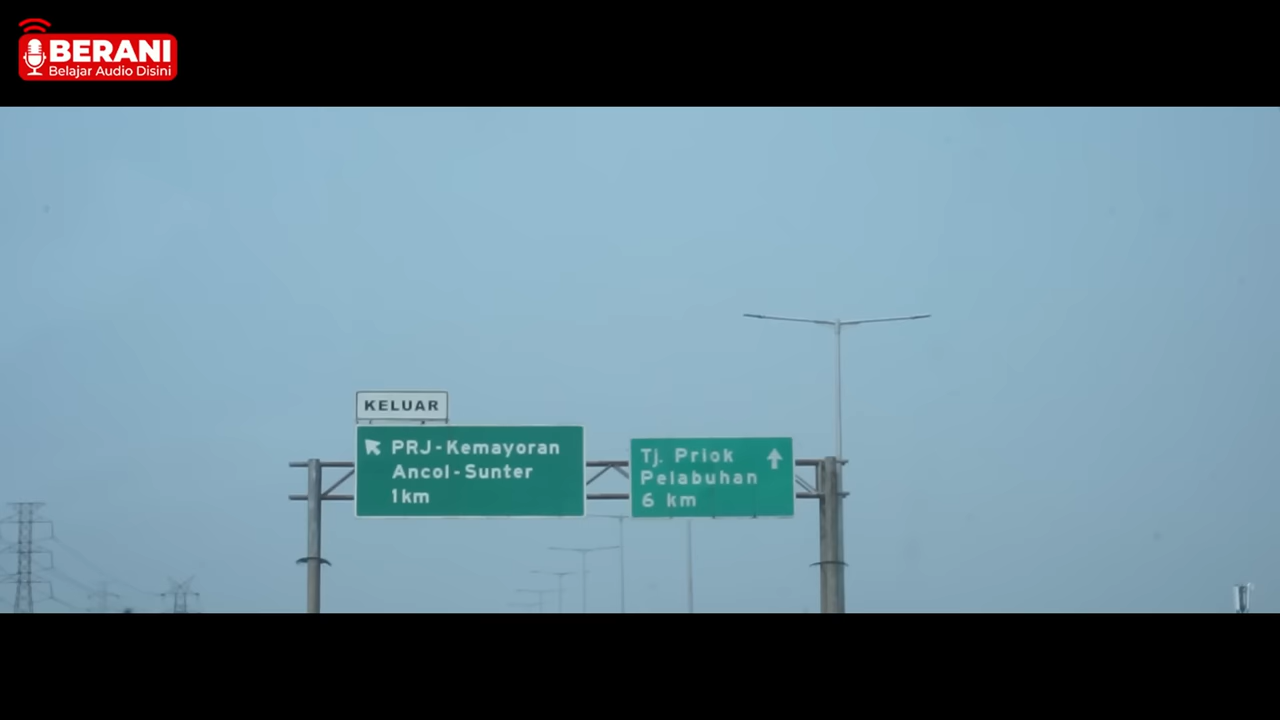 BERANI
Belajar Audio Disini
KELUAR
PRJ-Kemayoran
Ancol-Sunter
1km
Tj. Priok
Pelabuhan
6 km